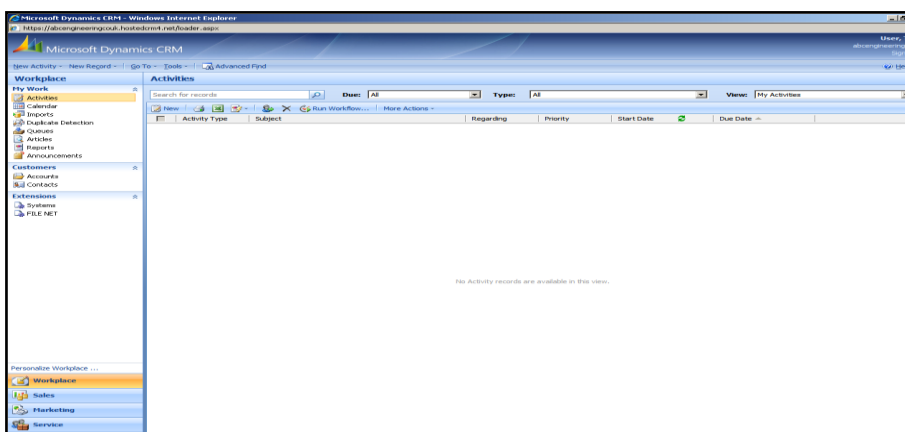 Microsoft Dynamics CRM - Windows Internet Explorer
https://abcengineeringcouk.hostedcrm4.net/loader.aspx
Microsoft Dynamics CRM
User,
abcengineering
Sign
New Activity New Record Go To Tools Advanced Find
Workplace
Activities
My Work
Activities
Calendar
Imports
Duplicate Detection
Queues
Articles
Reports
Announcements
Customers
Accounts
Contacts
Extensions
Systems
FILE NET
Search for records Due: All Type: All View: My Activities
New Run Workflow... More Actions
Activity Type Subject Regarding Priority Start Date Due Date
No Activity records are available in this view.
Personalize Workplace ...
Workplace
Sales
Marketing
Service